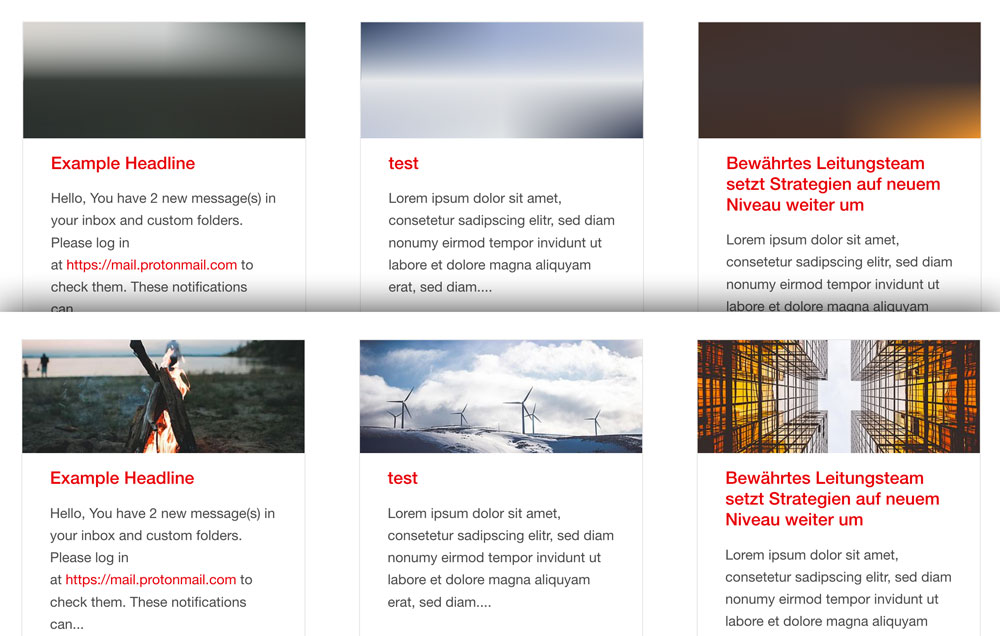 Example Headline
Hello, You have 2 new message(s) in
your inbox and custom folders.
Please log in
at https://mail.protonmail.com to
check them. These notifications
can
test
Lorem ipsum dolor sit amet,
consetetur sadipscing elitr, sed diam
nonumy eirmod tempor invidunt ut
labore et dolore magna aliquyam
erat, sed diam....
Bewährtes Leitungsteam
setzt Strategien auf neuem
Niveau weiter um
Lorem ipsum dolor sit amet,
consetetur sadipscing elitr, sed diam
nonumy eirmod tempor invidunt ut
labore et dolore magna aliquyam
Example Headline
Hello, You have 2 new message(s) in
your inbox and custom folders.
Please log in
at https://mail.protonmail.com to
check them. These notifications
can...
test
Lorem ipsum dolor sit amet,
consetetur sadipscing elitr, sed diam
nonumy eirmod tempor invidunt ut
labore et dolore magna aliquyam
erat, sed diam....
Bewährtes Leitungsteam
setzt Strategien auf neuem
Niveau weiter um
Lorem ipsum dolor sit amet,
consetetur sadipscing elitr, sed diam
nonumy eirmod tempor invidunt ut
labore et dolore magna aliquyam